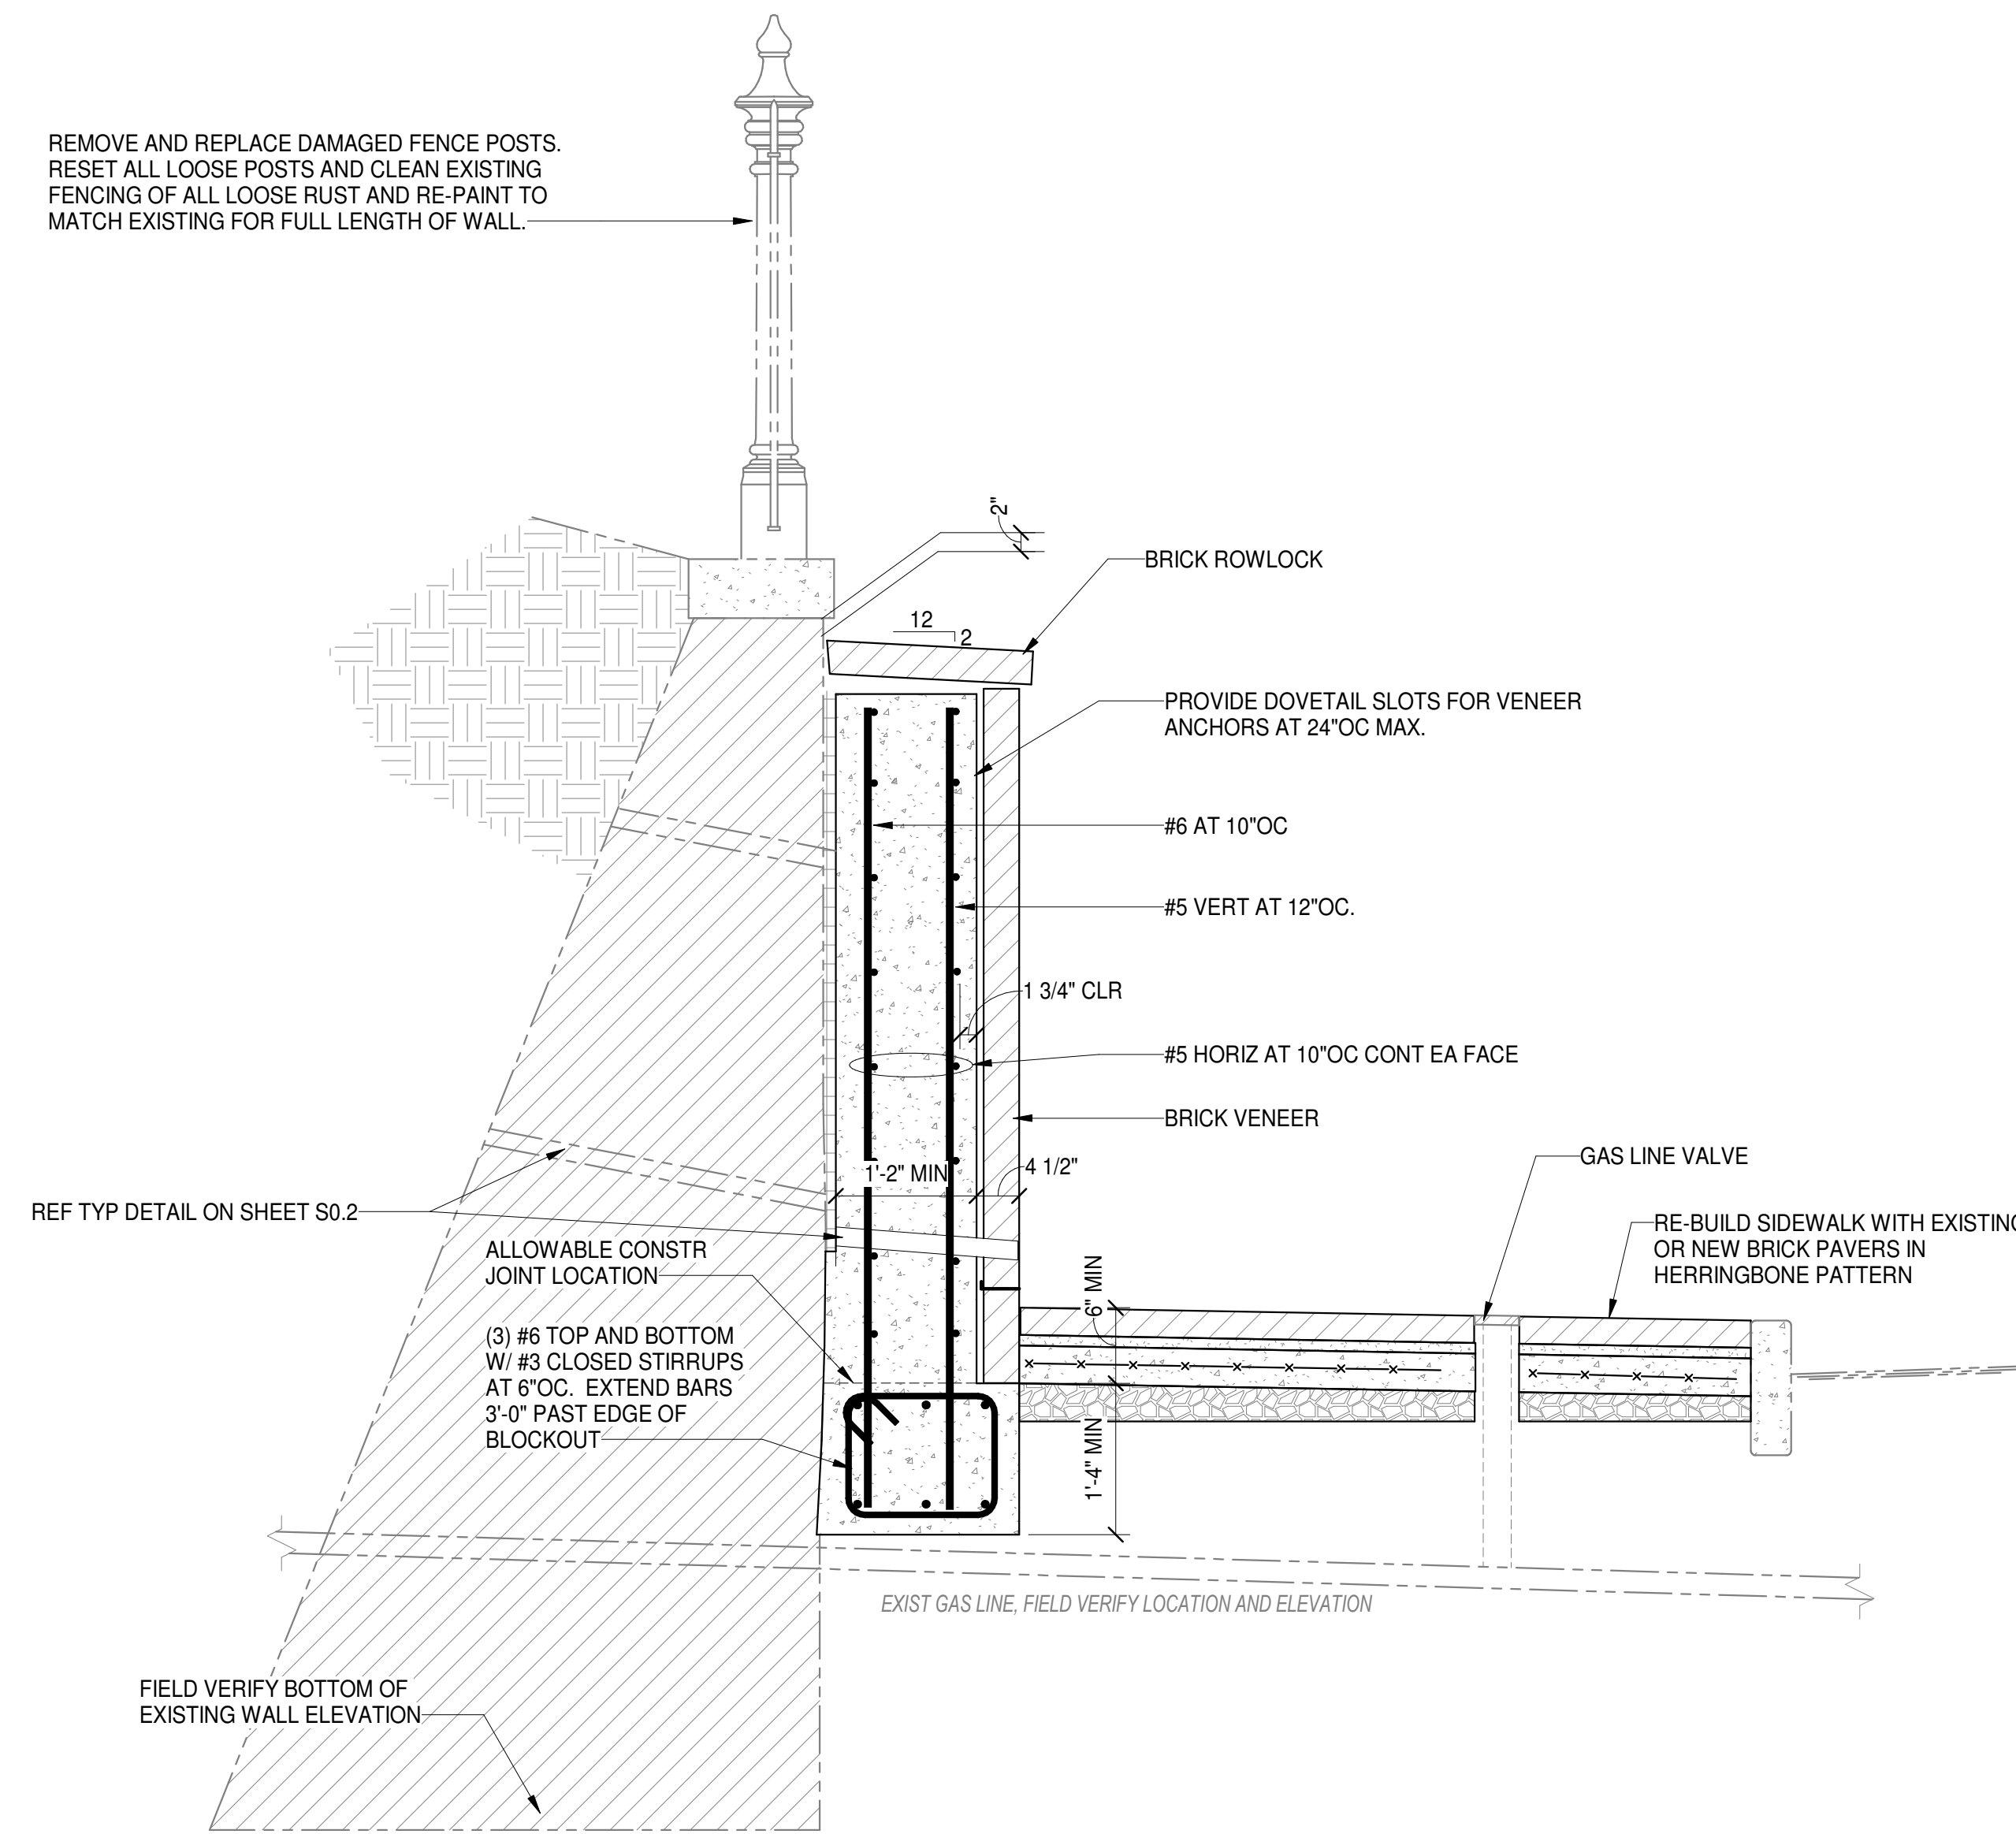 REMOVE AND REPLACE DAMAGED FENCE POSTS.
RESET ALL LOOSE POSTS AND CLEAN EXISTING
FENCING OF ALL LOOSE RUST AND RE-PAINT TO
MATCH EXISTING FOR FULL LENGTH OF WALL.
2"
BRICK ROWLOCK
12
2
PROVIDE DOVETAIL SLOTS FOR VENEER
ANCHORS AT 24"OC MAX.
#6 AT 10"OC
#5 VERT AT 12"OC.
1 3/4" CLR
#5 HORIZ AT 10"OC CONT EA FACE
BRICK VENEER
1'-2" MIN
4 1/2"
GAS LINE VALVE
REF TYP DETAIL ON SHEET S0.2
RE-BUILD SIDEWALK WITH EXISTING
OR NEW BRICK PAVERS IN
HERRINGBONE PATTERN
ALLOWABLE CONSTR
JOINT LOCATION
6" MIN
(3) #6 TOP AND BOTTOM
W/ #3 CLOSED STIRRUPS
AT 6"OC.  EXTEND BARS
3'-0" PAST EDGE OF
BLOCKOUT
1'-4" MIN
EXIST GAS LINE, FIELD VERIFY LOCATION AND ELEVATION
FIELD VERIFY BOTTOM OF
EXISTING WALL ELEVATION